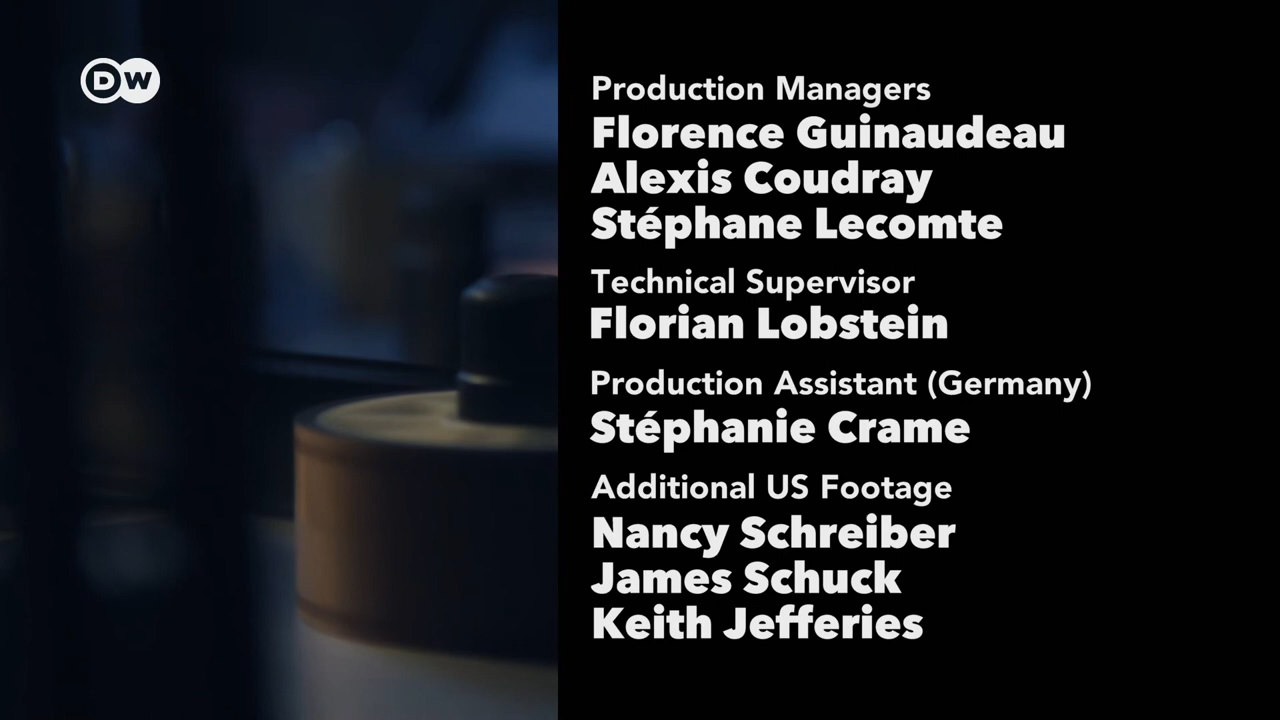 DW
Production Managers
Florence Guinaudeau
Alexis Coudray
Stéphane Lecomte
Technical Supervisor
Florian Lobstein
Production Assistant (Germany)
Stéphanie Crame
Additional US Footage
Nancy Schreiber
James Schuck
Keith Jefferies